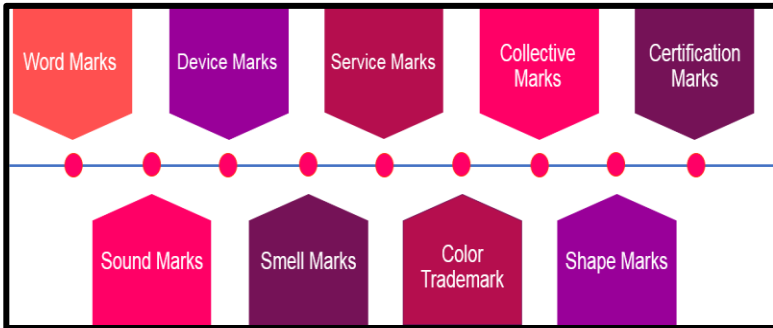 Word Marks
Device Marks
Service Marks
Collective
Marks
Certification
Marks
Sound Marks
Smell Marks
Color
Trademark
Shape Marks